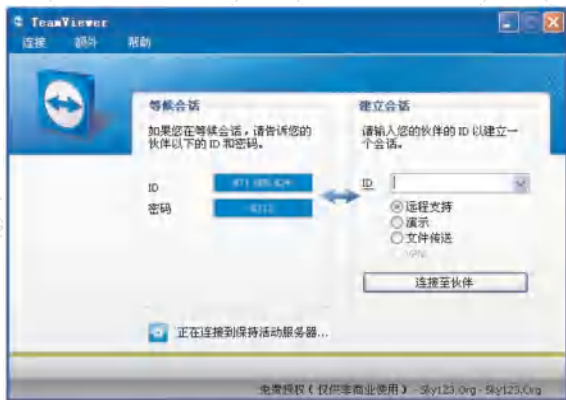 TeamViewer
连接 额外 帮助
等候会话
如果您在等候会话，请告诉您的
伙伴以下的 ID 和密码。
ID
密码
建立会话
请输入您的伙伴的 ID 以建立一
个会话。
ID
远程支持
演示
文件传送
VPN
连接至伙伴
正在连接到保持活动服务器...
免费授权(仅供非商业使用) - Sky123.Org - Sky123.Org